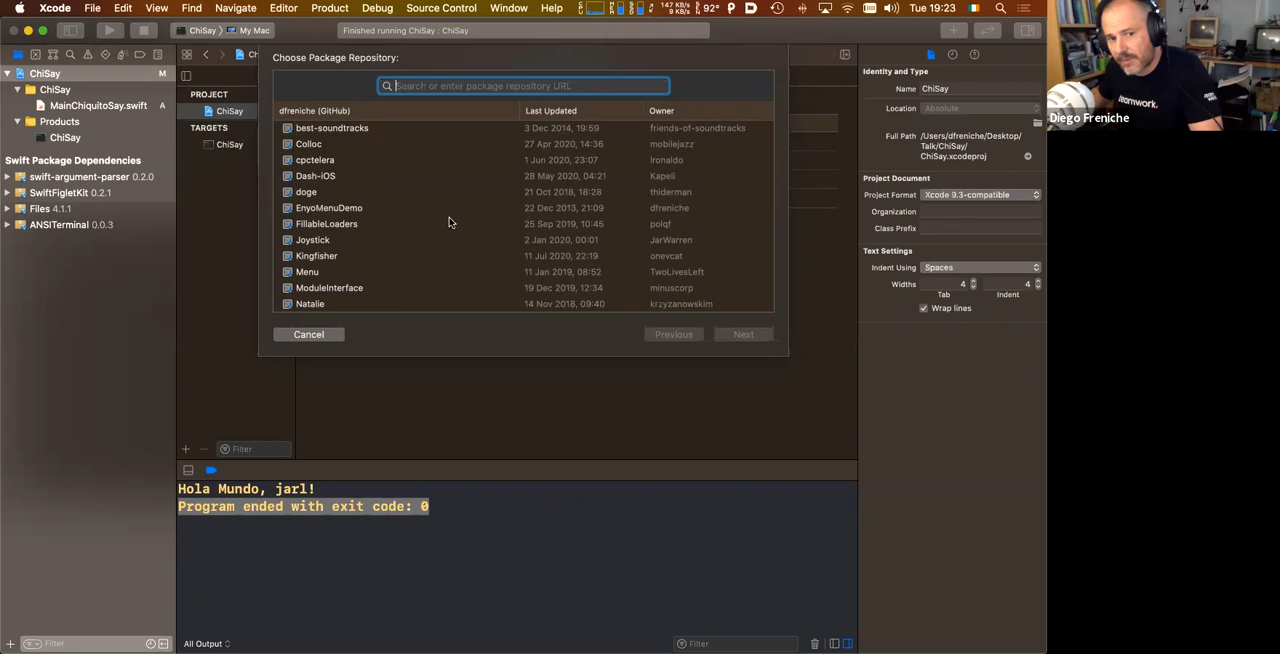 Xcode File Edit View Find Navigate Editor Product Debug Source Control Window Help 147 KB/s 9 KB/s 92° Tue 19:23
ChiSay My Mac Finished running ChiSay : ChiSay
ChiSay M
ChiSay
MainChiquitoSay.swift A
Products
ChiSay
Swift Package Dependencies
swift-argument-parser 0.2.0
SwiftFigletKit 0.2.1
Files 4.1.1
ANSITerminal 0.0.3
Filter
PROJECT
ChiSay
TARGETS
ChiSay
Filter
Choose Package Repository:
Search or enter package repository URL
dfreniche (GitHub) Last Updated Owner
best-soundtracks 3 Dec 2014, 19:59 friends-of-soundtracks
Colloc 27 Apr 2020, 14:36 mobilejazz
cpctelera 1 Jun 2020, 23:07 lronaldo
Dash-iOS 28 May 2020, 04:21 Kapeli
doge 21 Oct 2018, 18:28 thiderman
EnyoMenuDemo 22 Dec 2013, 21:09 dfreniche
FillableLoaders 25 Sep 2019, 10:45 polqf
Joystick 2 Jan 2020, 00:01 JarWarren
Kingfisher 11 Jul 2020, 22:19 onevcat
Menu 11 Jan 2019, 08:52 TwoLivesLeft
ModuleInterface 19 Dec 2019, 12:34 minuscorp
Natalie 14 Nov 2018, 09:40 krzyzanowskim
Cancel Previous Next
Hola Mundo, jarl!
Program ended with exit code: 0
All Output Filter
Identity and Type
Name ChiSay
Location Absolute
Full Path /Users/dfreniche/Desktop/
Talk/ChiSay/
ChiSay.xcodeproj
Project Document
Project Format Xcode 9.3-compatible
Organization
Class Prefix
Text Settings
Indent Using Spaces
Widths 4 4
Tab Indent
Wrap lines
teamwork.
Diego Freniche